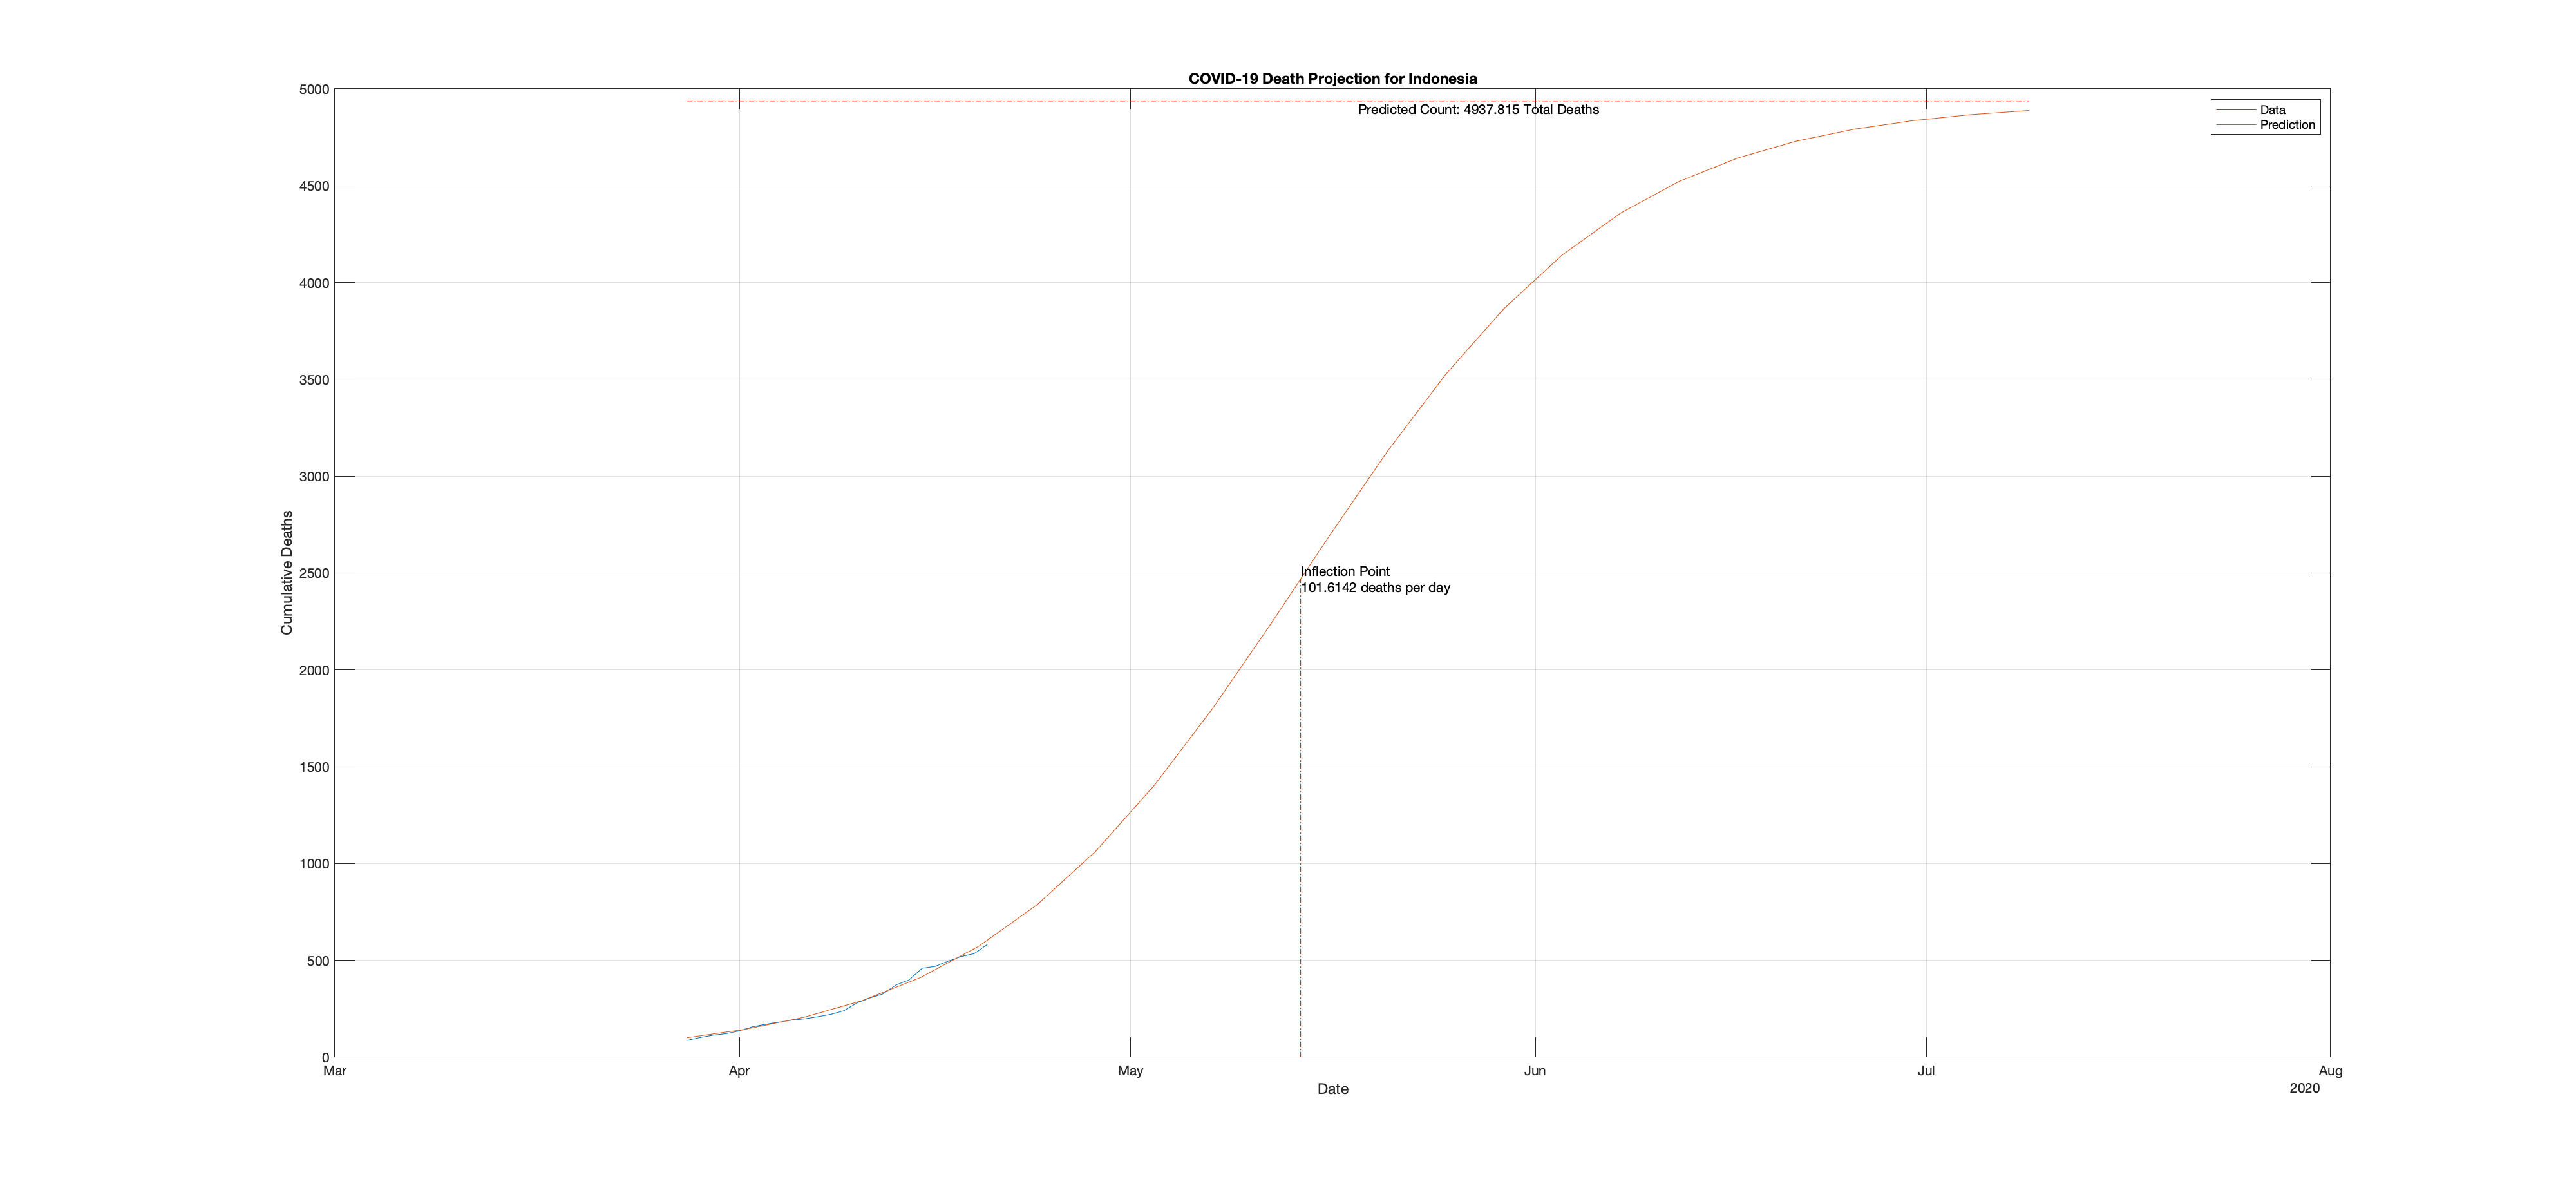 COVID-19 Death Projection for Indonesia
5000
Predicted Count: 4937.815 Total Deaths
Data
Prediction
4500
4000
3500
3000
2500
Inflection Point
101.6142 deaths per day
Cumulative Deaths
2000
1500
1000
500
0
Mar
Apr
May
Jun
Jul
Aug
Date
2020